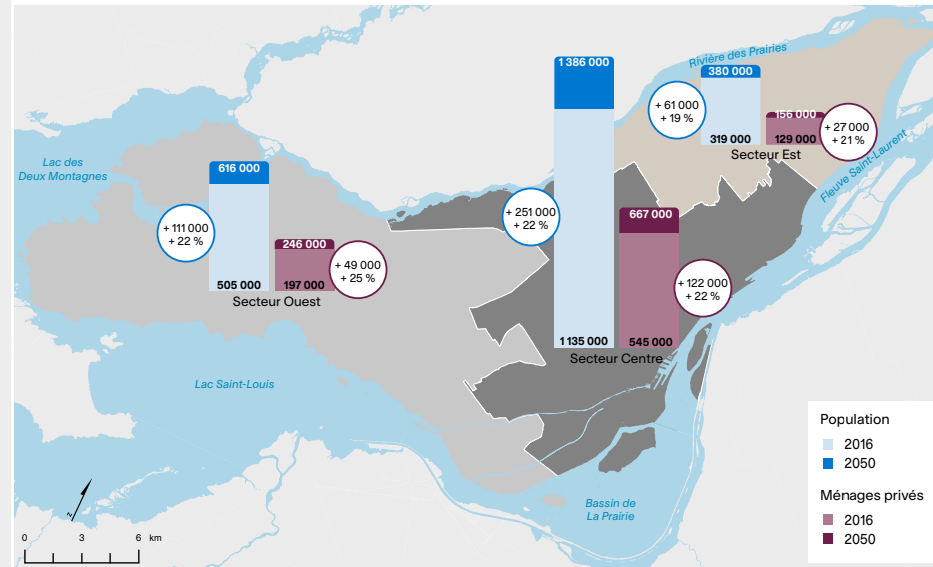 Rivière des Prairies
Lac des
Deux Montagnes
Fleuve Saint-Laurent
Lac Saint-Louis
Bassin de
La Prairie
616 000
+ 111 000
+ 22 %
505 000
246 000
+ 49 000
+ 25 %
197 000
Secteur Ouest
1 386 000
+ 251 000
+ 22 %
1 135 000
667 000
+ 122 000
+ 22 %
545 000
Secteur Centre
380 000
+ 61 000
+ 19 %
319 000
156 000
+ 27 000
+ 21 %
129 000
Secteur Est
Population
2016
2050
Ménages privés
2016
2050
N
0 3 6 km